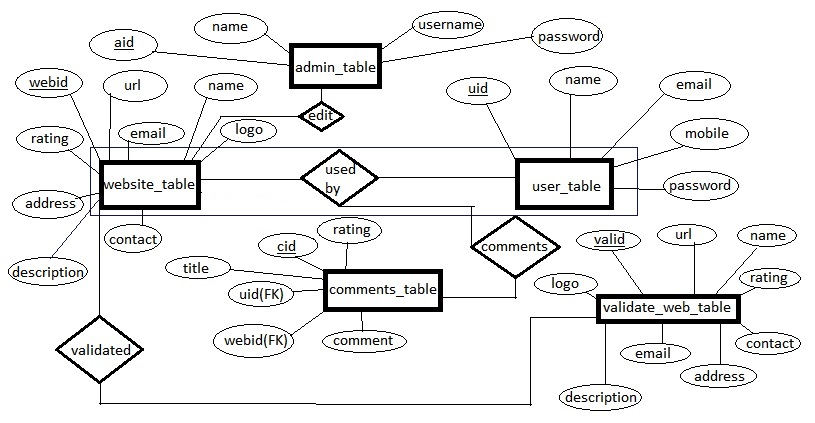 name
username
aid
password
admin_table
webid
url
name
uid
name
email
edit
rating
email
logo
mobile
website_table
used
by
user_table
password
address
contact
rating
cid
comments
valid
url
name
description
title
uid(FK)
comments_table
logo
rating
validate_web_table
webid(FK)
comment
validated
email
contact
address
description